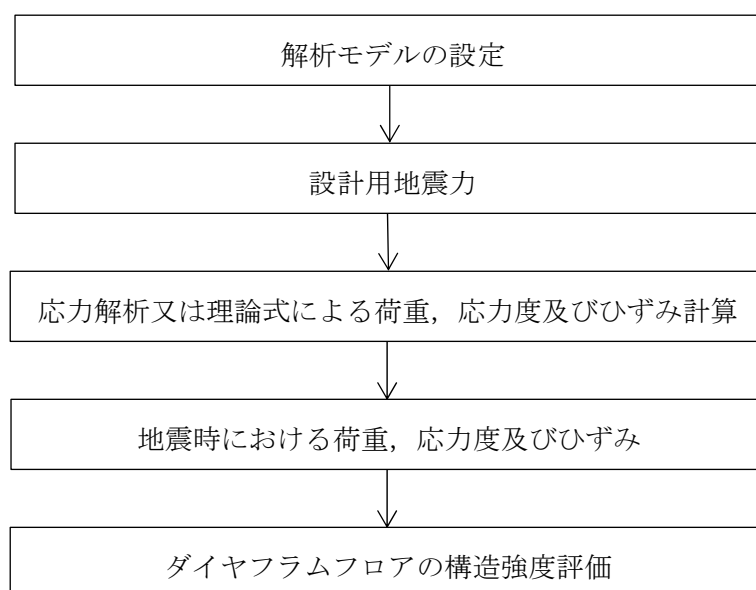 解析モデルの設定
設計用地震力
応力解析又は理論式による荷重，応力度及びひずみ計算
地震時における荷重，応力度及びひずみ
ダイヤフラムフロアの構造強度評価